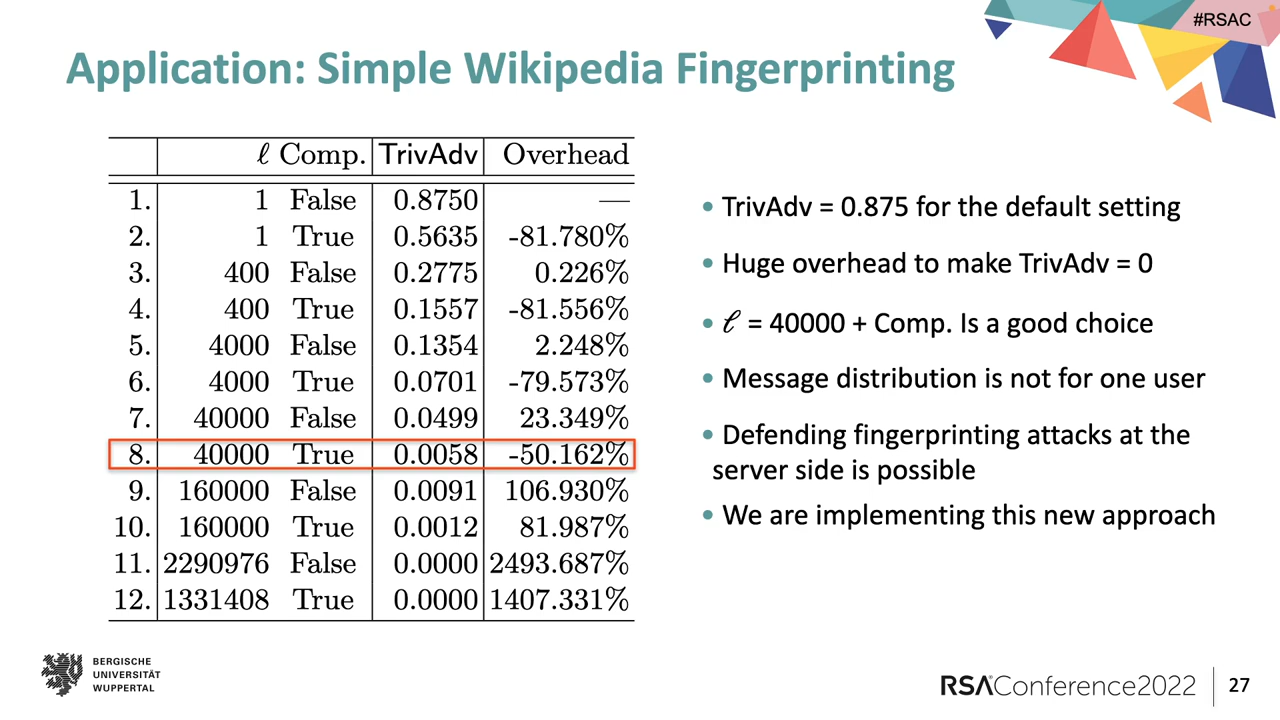 #RSAC
Application: Simple Wikipedia Fingerprinting
ℓ Comp. TrivAdv Overhead
1. 1 False 0.8750 —
2. 1 True 0.5635 -81.780%
3. 400 False 0.2775 0.226%
4. 400 True 0.1557 -81.556%
5. 4000 False 0.1354 2.248%
6. 4000 True 0.0701 -79.573%
7. 40000 False 0.0499 23.349%
8. 40000 True 0.0058 -50.162%
9. 160000 False 0.0091 106.930%
10. 160000 True 0.0012 81.987%
11. 2290976 False 0.0000 2493.687%
12. 1331408 True 0.0000 1407.331%
• TrivAdv = 0.875 for the default setting
• Huge overhead to make TrivAdv = 0
• ℓ = 40000 + Comp. Is a good choice
• Message distribution is not for one user
• Defending fingerprinting attacks at the
server side is possible
• We are implementing this new approach
BERGISCHE
UNIVERSITÄT
WUPPERTAL
RSAConference2022
27